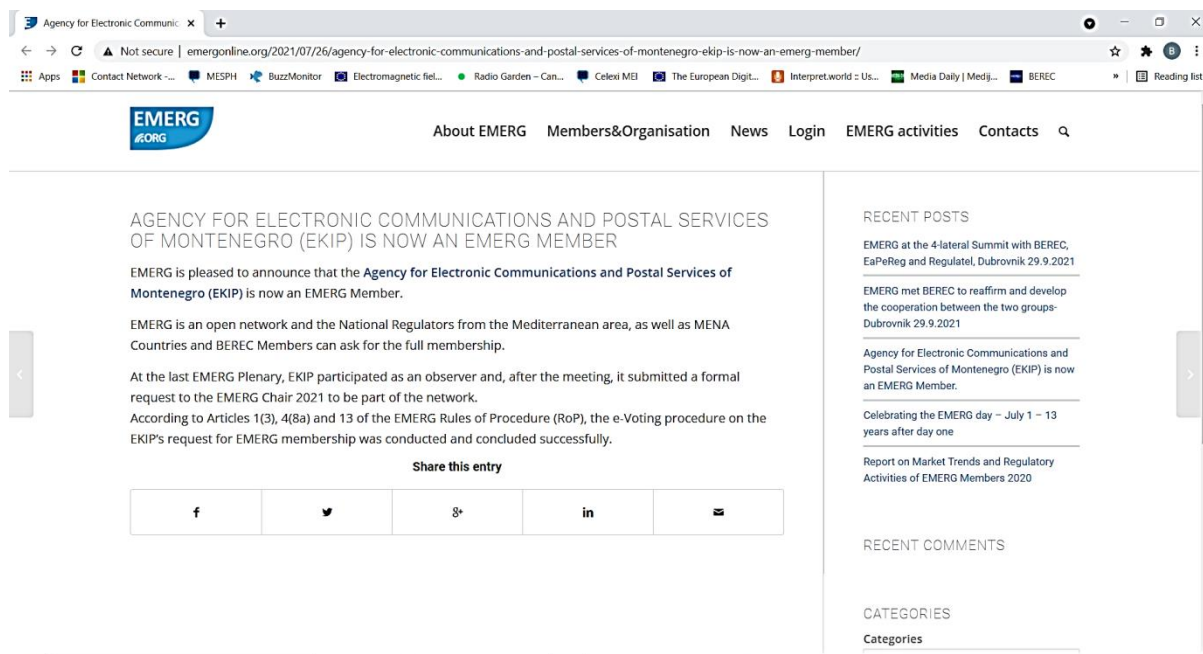 Agency for Electronic Communic
Not secure | emergonline.org/2021/07/26/agency-for-electronic-communications-and-postal-services-of-montenegro-ekip-is-now-an-emerg-member/
B
Apps Contact Network -... MESPH BuzzMonitor Electromagnetic fiel... Radio Garden – Can... Celexi MEI The European Digit... Interpret.world :: Us... Media Daily | Medij... BEREC » Reading list
EMERG
.ORG
About EMERG Members&Organisation News Login EMERG activities Contacts
AGENCY FOR ELECTRONIC COMMUNICATIONS AND POSTAL SERVICES
OF MONTENEGRO (EKIP) IS NOW AN EMERG MEMBER
EMERG is pleased to announce that the Agency for Electronic Communications and Postal Services of
Montenegro (EKIP) is now an EMERG Member.
EMERG is an open network and the National Regulators from the Mediterranean area, as well as MENA
Countries and BEREC Members can ask for the full membership.
At the last EMERG Plenary, EKIP participated as an observer and, after the meeting, it submitted a formal
request to the EMERG Chair 2021 to be part of the network.
According to Articles 1(3), 4(8a) and 13 of the EMERG Rules of Procedure (RoP), the e-Voting procedure on the
EKIP's request for EMERG membership was conducted and concluded successfully.
Share this entry
RECENT POSTS
EMERG at the 4-lateral Summit with BEREC,
EaPeReg and Regulatel, Dubrovnik 29.9.2021
EMERG met BEREC to reaffirm and develop
the cooperation between the two groups-
Dubrovnik 29.9.2021
Agency for Electronic Communications and
Postal Services of Montenegro (EKIP) is now
an EMERG Member.
Celebrating the EMERG day – July 1 – 13
years after day one
Report on Market Trends and Regulatory
Activities of EMERG Members 2020
RECENT COMMENTS
CATEGORIES
Categories